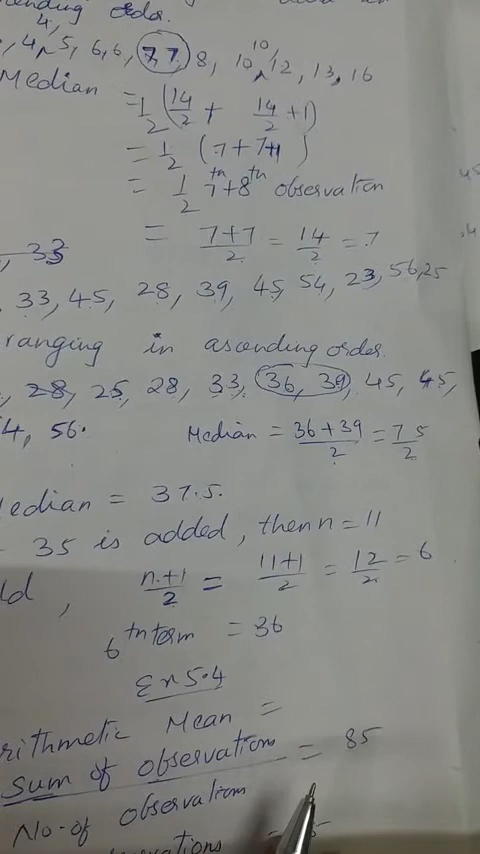 ending order.
4, 4, 5, 6, 6, 7, 7, 8, 10, 10, 12, 13, 16
Median = 1/2 (14/2 + 14/2 + 1)
= 1/2 (7 + 7+1)
= 1/2 7th + 8th observation
= 7+7/2 = 14/2 = 7
, 33
33, 45, 28, 39, 45, 54, 23, 56, 25
ranging in ascending order.
, 28, 25, 28, 33, 36, 39, 45, 45,
4, 56.
Median = 36+39/2 = 75/2
edian = 37.5.
35 is added, then n = 11
ld, n+1/2 = 11+1/2 = 12/2 = 6
6th term = 36
Ex 5.4
rithmetic Mean =
Sum of observations = 85
No. of observations